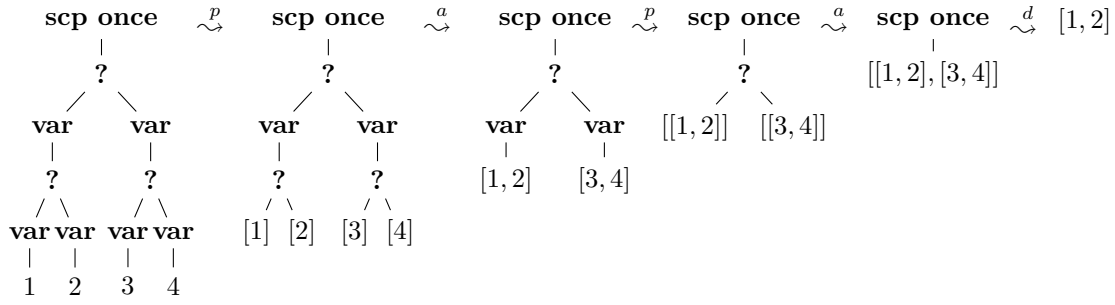 scp once ⇝p scp once ⇝a scp once ⇝p scp once ⇝a scp once ⇝d [1, 2]
? ? ? ? [[1, 2], [3, 4]]
var var var var var var [[1, 2]] [[3, 4]]
? ? ? ? [1, 2] [3, 4]
var var var var [1] [2] [3] [4]
1 2 3 4